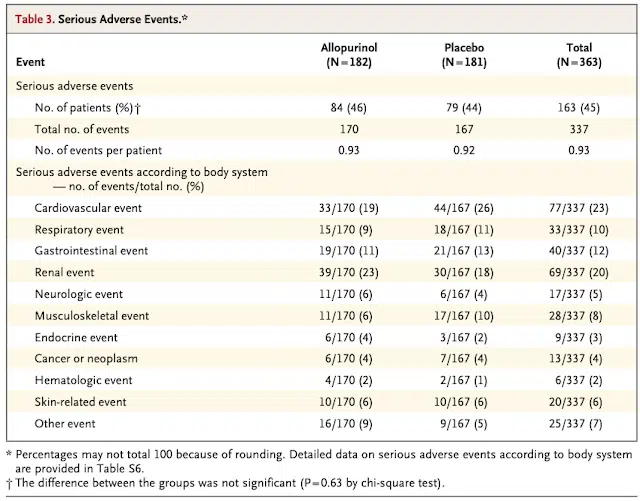 Table 3. Serious Adverse Events.*
Event Allopurinol (N=182) Placebo (N=181) Total (N=363)
Serious adverse events
No. of patients (%)† 84 (46) 79 (44) 163 (45)
Total no. of events 170 167 337
No. of events per patient 0.93 0.92 0.93
Serious adverse events according to body system
— no. of events/total no. (%)
Cardiovascular event 33/170 (19) 44/167 (26) 77/337 (23)
Respiratory event 15/170 (9) 18/167 (11) 33/337 (10)
Gastrointestinal event 19/170 (11) 21/167 (13) 40/337 (12)
Renal event 39/170 (23) 30/167 (18) 69/337 (20)
Neurologic event 11/170 (6) 6/167 (4) 17/337 (5)
Musculoskeletal event 11/170 (6) 17/167 (10) 28/337 (8)
Endocrine event 6/170 (4) 3/167 (2) 9/337 (3)
Cancer or neoplasm 6/170 (4) 7/167 (4) 13/337 (4)
Hematologic event 4/170 (2) 2/167 (1) 6/337 (2)
Skin-related event 10/170 (6) 10/167 (6) 20/337 (6)
Other event 16/170 (9) 9/167 (5) 25/337 (7)
* Percentages may not total 100 because of rounding. Detailed data on serious adverse events according to body system
are provided in Table S6.
† The difference between the groups was not significant (P=0.63 by chi-square test).